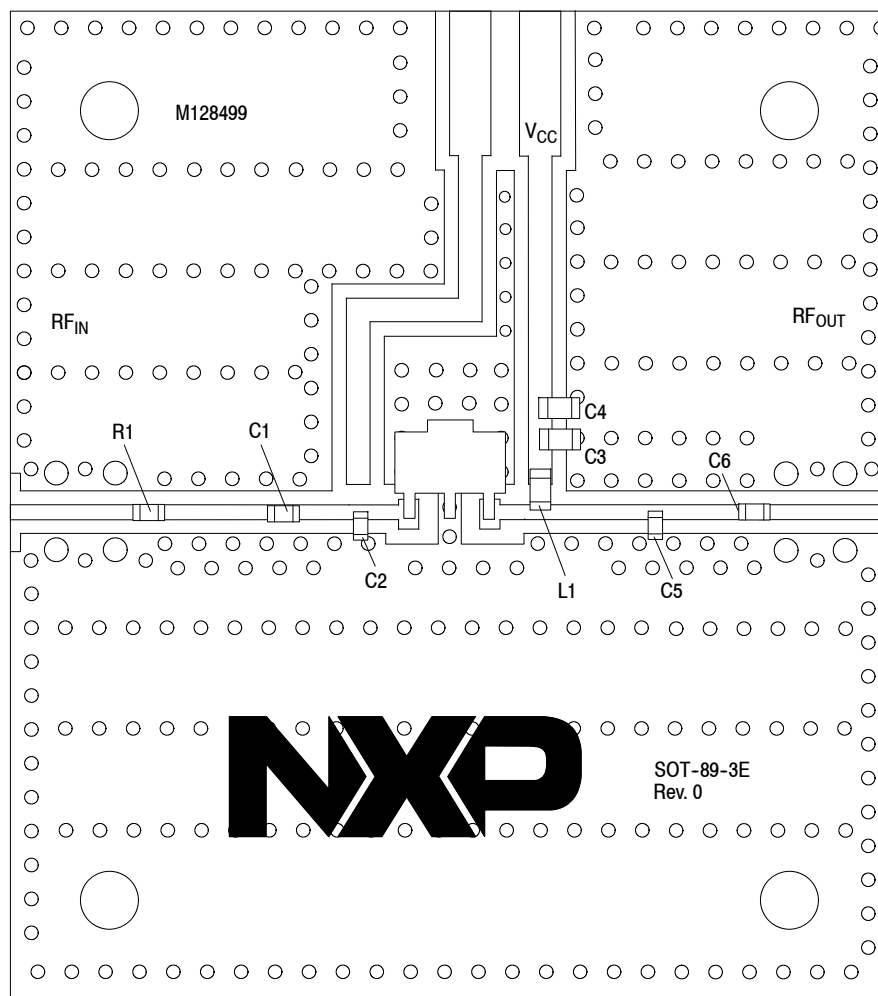 M128499
VCC
RFIN
RFOUT
C4
R1
C1
C3
C6
C2
L1
C5
NXP
SOT-89-3E
Rev. 0